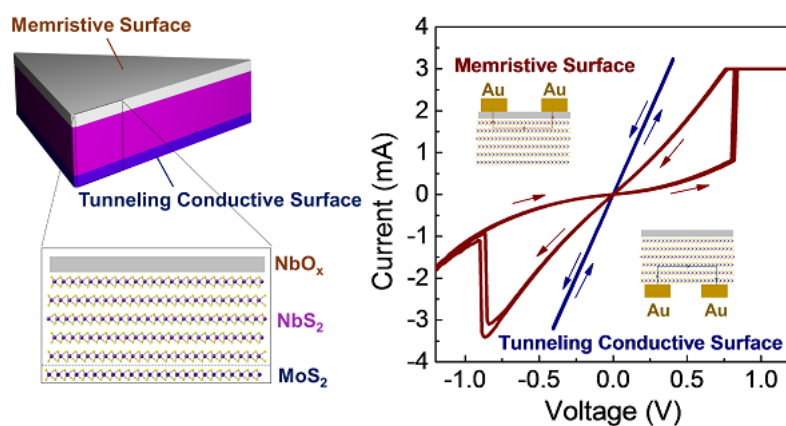 Memristive Surface
Tunneling Conductive Surface
NbOx
NbS2
MoS2
Current (mA)
4
3
2
1
0
-1
-2
-3
-4
Memristive Surface
Au Au
Au Au
Tunneling Conductive Surface
-1.0 -0.5 0.0 0.5 1.0
Voltage (V)